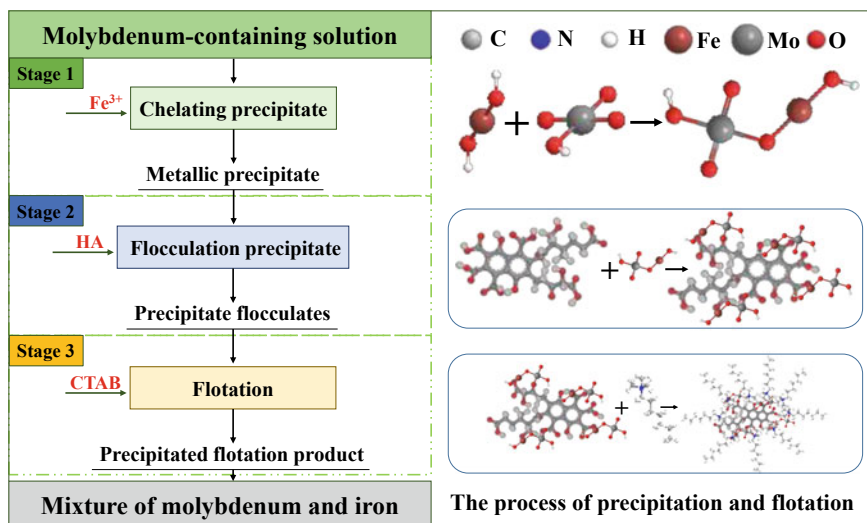 Molybdenum-containing solution
Stage 1
Fe³⁺
Chelating precipitate
Metallic precipitate
Stage 2
HA
Flocculation precipitate
Precipitate flocculates
Stage 3
CTAB
Flotation
Precipitated flotation product
Mixture of molybdenum and iron
C N H Fe Mo O
The process of precipitation and flotation